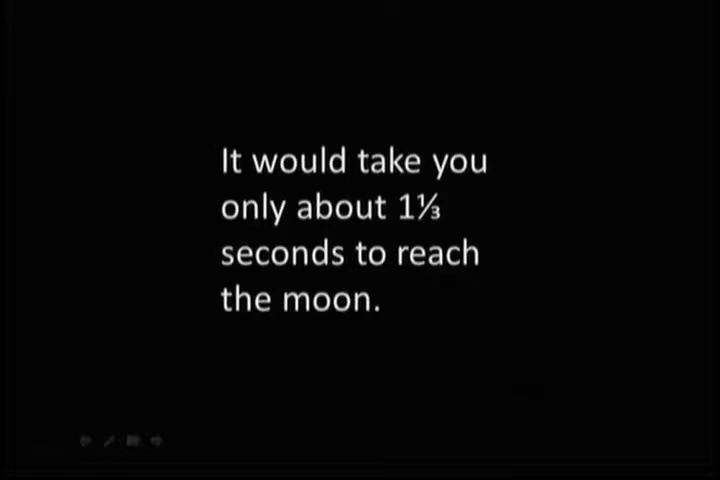 It would take you
only about 1⅓
seconds to reach
the moon.